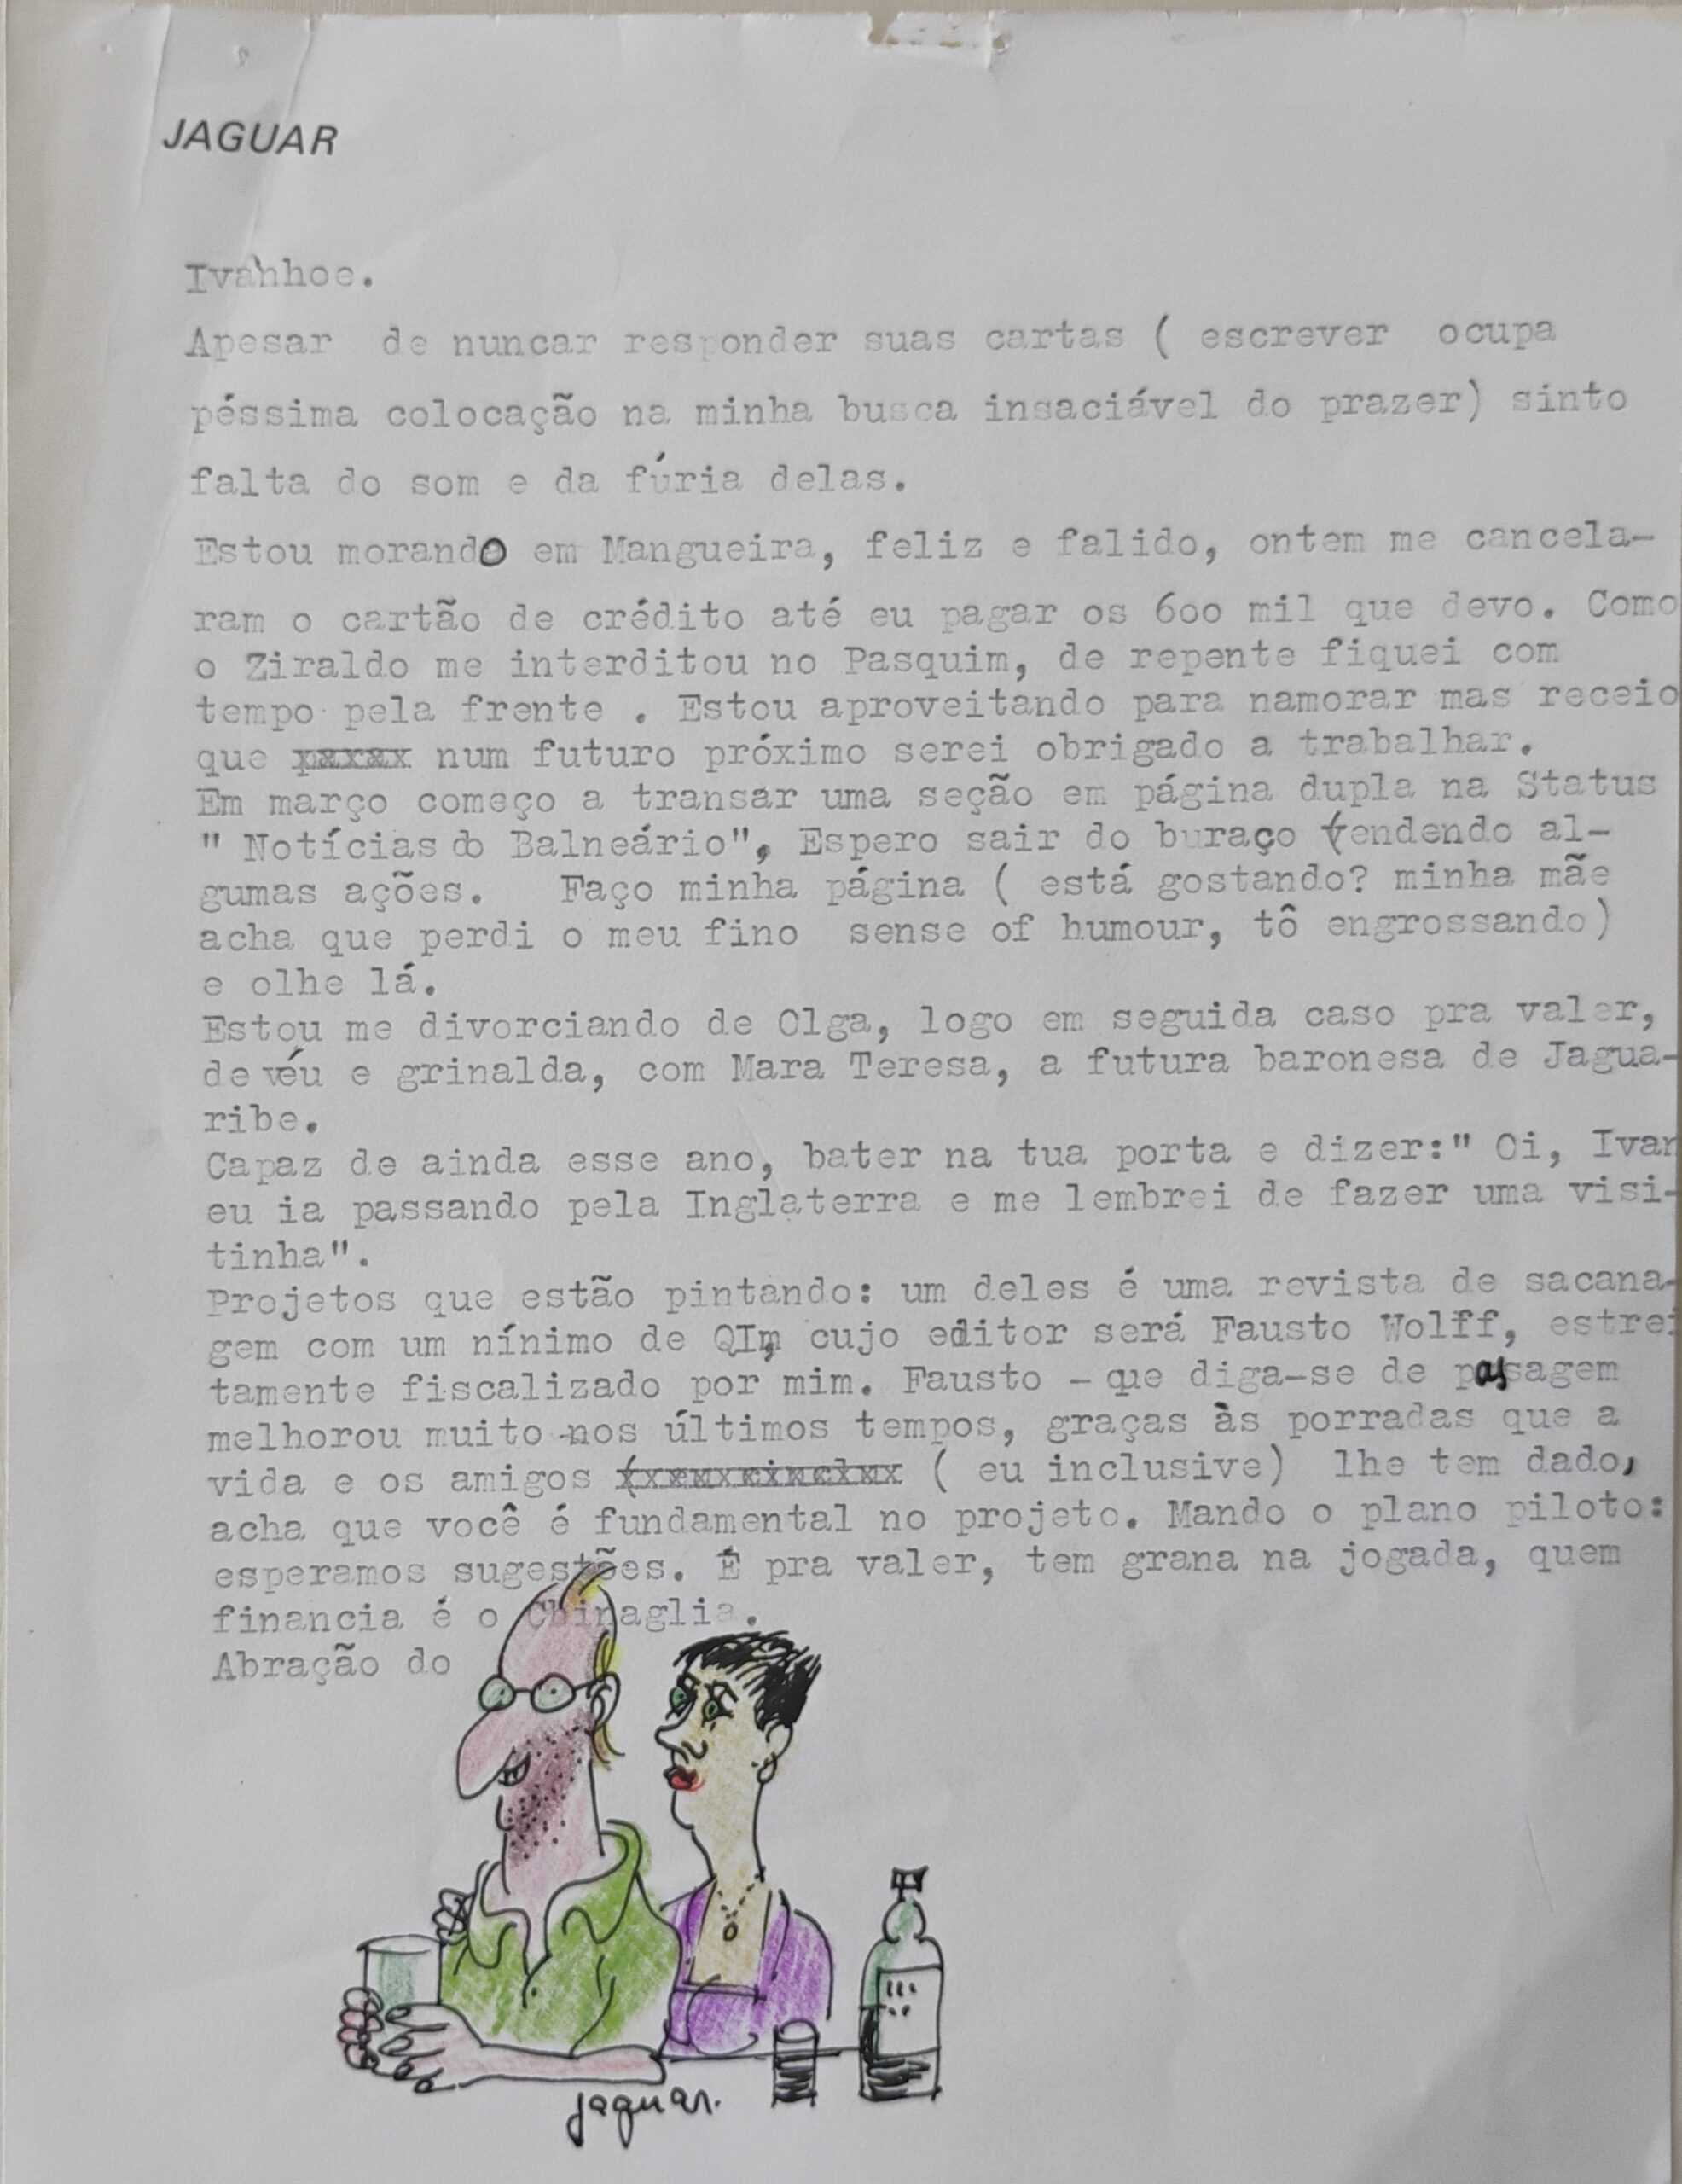 JAGUAR
Ivanhoe.
Apesar de nuncar responder suas cartas ( escrever ocupa
péssima colocação na minha busca insaciável do prazer) sinto
falta do som e da fúria delas.
Estou morando em Mangueira, feliz e falido, ontem me cancela-
ram o cartão de crédito até eu pagar os 600 mil que devo. Como
o Ziraldo me interditou no Pasquim, de repente fiquei com
tempo pela frente . Estou aproveitando para namorar mas receio
que num futuro próximo serei obrigado a trabalhar.
Em março começo a transar uma seção em página dupla na Status
" Notícias do Balneário", Espero sair do buraço vendendo al-
gumas ações. Faço minha página ( está gostando? minha mãe
acha que perdi o meu fino sense of humour, tô engrossando)
e olhe lá.
Estou me divorciando de Olga, logo em seguida caso pra valer,
de véu e grinalda, com Mara Teresa, a futura baronesa de Jagua-
ribe.
Capaz de ainda esse ano, bater na tua porta e dizer:" Oi, Ivan
eu ia passando pela Inglaterra e me lembrei de fazer uma visi-
tinha".
Projetos que estão pintando: um deles é uma revista de sacana-
gem com um nínimo de QI, cujo editor será Fausto Wolff, estrei
tamente fiscalizado por mim. Fausto - que diga-se de passagem
melhorou muito nos últimos tempos, graças às porradas que a
vida e os amigos ( eu inclusive) lhe tem dado,
acha que você é fundamental no projeto. Mando o plano piloto:
esperamos sugestões. É pra valer, tem grana na jogada, quem
financia é o Chinaglia.
Abração do
jaguar.